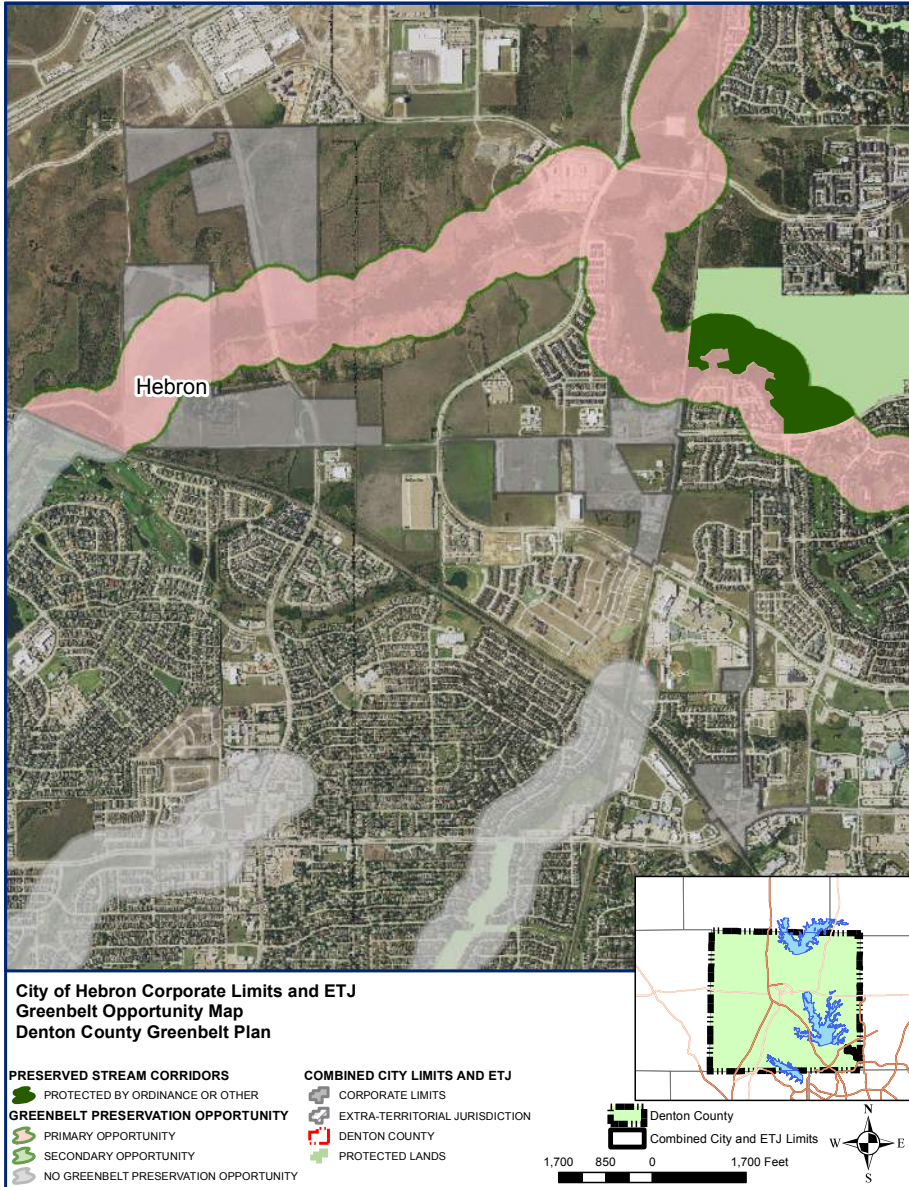 Hebron
City of Hebron Corporate Limits and ETJ
Greenbelt Opportunity Map
Denton County Greenbelt Plan
PRESERVED STREAM CORRIDORS
PROTECTED BY ORDINANCE OR OTHER
GREENBELT PRESERVATION OPPORTUNITY
PRIMARY OPPORTUNITY
SECONDARY OPPORTUNITY
NO GREENBELT PRESERVATION OPPORTUNITY
COMBINED CITY LIMITS AND ETJ
CORPORATE LIMITS
EXTRA-TERRITORIAL JURISDICTION
DENTON COUNTY
PROTECTED LANDS
Denton County
Combined City and ETJ Limits
1,700 850 0 1,700 Feet
N
W E
S